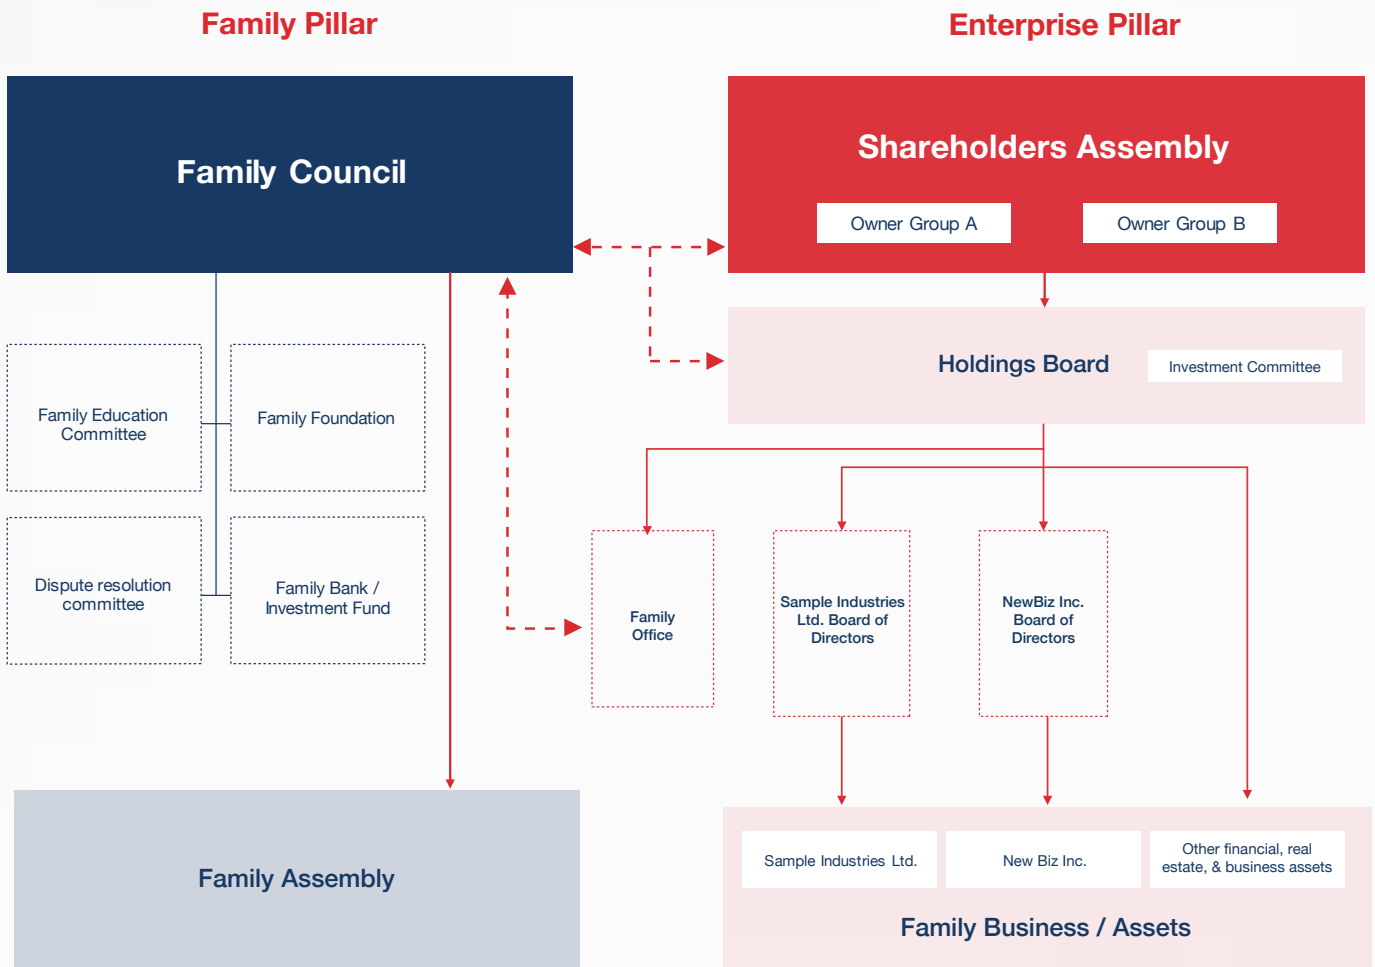 Family Pillar
Enterprise Pillar
Family Council
Shareholders Assembly
Owner Group A
Owner Group B
Holdings Board
Investment Committee
Family Education
Committee
Family Foundation
Dispute resolution
committee
Family Bank /
Investment Fund
Family
Office
Sample Industries
Ltd. Board of
Directors
NewBiz Inc.
Board of
Directors
Family Assembly
Sample Industries Ltd.
New Biz Inc.
Other financial, real
estate, & business assets
Family Business / Assets